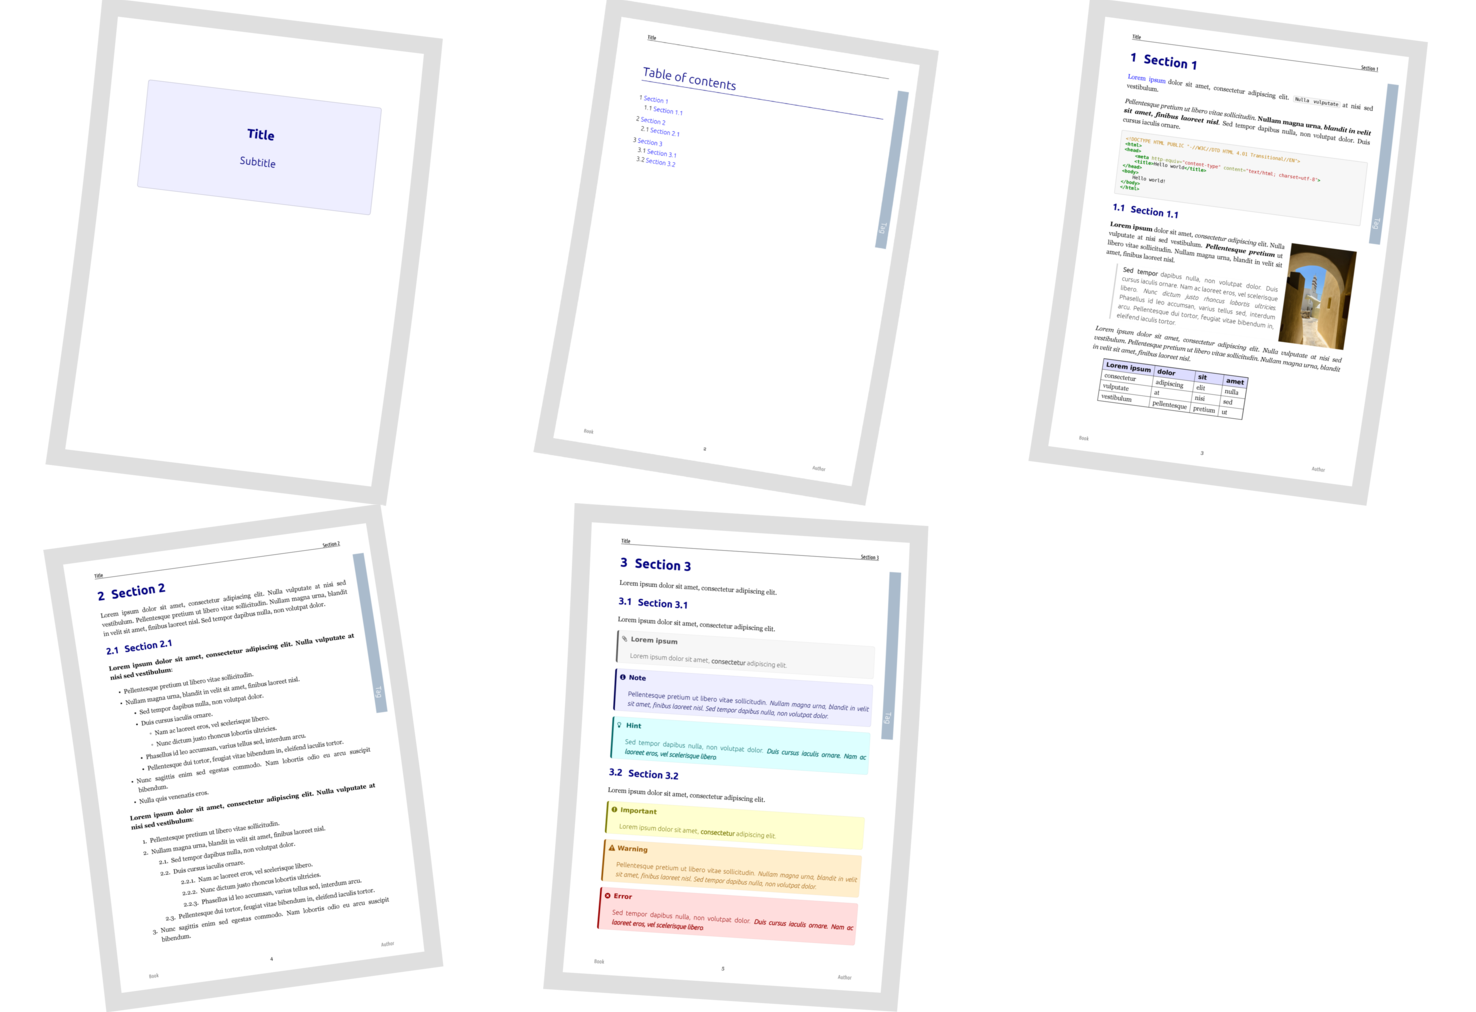 Title
Subtitle
Title
Table of contents
1 Section 1
1.1 Section 1.1
2 Section 2
2.1 Section 2.1
3 Section 3
3.1 Section 3.1
3.2 Section 3.2
Tag
Book
Author
Title
Section 1
1 Section 1
Lorem ipsum dolor sit amet, consectetur adipiscing elit. Nulla vulputate at nisi sed
vestibulum.
Pellentesque pretium ut libero vitae sollicitudin. Nullam magna urna, blandit in velit
sit amet, finibus laoreet nisl. Sed tempor dapibus nulla, non volutpat dolor. Duis
cursus iaculis ornare.
<!DOCTYPE HTML PUBLIC "-//W3C//DTD HTML 4.01 Transitional//EN">
<html>
<head>
<meta http-equiv="content-type" content="text/html; charset=utf-8">
<title>Hello world</title>
</head>
<body>
Hello world!
</body>
</html>
1.1 Section 1.1
Lorem ipsum dolor sit amet, consectetur adipiscing elit. Nulla
vulputate at nisi sed vestibulum. Pellentesque pretium ut
libero vitae sollicitudin. Nullam magna urna, blandit in velit sit
amet, finibus laoreet nisl.
Sed tempor dapibus nulla, non volutpat dolor. Duis
cursus iaculis ornare. Nam ac laoreet eros, vel scelerisque
libero. Nunc dictum justo rhoncus lobortis ultricies.
Phasellus id leo accumsan, varius tellus sed, interdum
arcu. Pellentesque dui tortor, feugiat vitae bibendum in,
eleifend iaculis tortor.
Lorem ipsum dolor sit amet, consectetur adipiscing elit. Nulla vulputate at nisi sed
vestibulum. Pellentesque pretium ut libero vitae sollicitudin. Nullam magna urna, blandit
in velit sit amet, finibus laoreet nisl.
Lorem ipsum dolor sit amet
consectetur adipiscing elit nulla
vulputate at nisi sed
vestibulum pellentesque pretium ut
Tag
Book
3
Author
Title
Section 2
2 Section 2
Lorem ipsum dolor sit amet, consectetur adipiscing elit. Nulla vulputate at nisi sed
vestibulum. Pellentesque pretium ut libero vitae sollicitudin. Nullam magna urna, blandit
in velit sit amet, finibus laoreet nisl. Sed tempor dapibus nulla, non volutpat dolor.
2.1 Section 2.1
Lorem ipsum dolor sit amet, consectetur adipiscing elit. Nulla vulputate at
nisi sed vestibulum:
• Pellentesque pretium ut libero vitae sollicitudin.
• Nullam magna urna, blandit in velit sit amet, finibus laoreet nisl.
• Sed tempor dapibus nulla, non volutpat dolor.
• Duis cursus iaculis ornare.
◦ Nam ac laoreet eros, vel scelerisque libero.
◦ Nunc dictum justo rhoncus lobortis ultricies.
• Phasellus id leo accumsan, varius tellus sed, interdum arcu.
• Pellentesque dui tortor, feugiat vitae bibendum in, eleifend iaculis tortor.
• Nunc sagittis enim sed egestas commodo. Nam lobortis odio eu arcu suscipit
bibendum.
• Nulla quis venenatis eros.
Lorem ipsum dolor sit amet, consectetur adipiscing elit. Nulla vulputate at
nisi sed vestibulum:
1. Pellentesque pretium ut libero vitae sollicitudin.
2. Nullam magna urna, blandit in velit sit amet, finibus laoreet nisl.
2.1. Sed tempor dapibus nulla, non volutpat dolor.
2.2. Duis cursus iaculis ornare.
2.2.1. Nam ac laoreet eros, vel scelerisque libero.
2.2.2. Nunc dictum justo rhoncus lobortis ultricies.
2.2.3. Phasellus id leo accumsan, varius tellus sed, interdum arcu.
2.3. Pellentesque dui tortor, feugiat vitae bibendum in, eleifend iaculis tortor.
3. Nunc sagittis enim sed egestas commodo. Nam lobortis odio eu arcu suscipit
bibendum.
Tag
Book
4
Author
Title
Section 3
3 Section 3
Lorem ipsum dolor sit amet, consectetur adipiscing elit.
3.1 Section 3.1
Lorem ipsum dolor sit amet, consectetur adipiscing elit.
Lorem ipsum
Lorem ipsum dolor sit amet, consectetur adipiscing elit.
Note
Pellentesque pretium ut libero vitae sollicitudin. Nullam magna urna, blandit in velit
sit amet, finibus laoreet nisl. Sed tempor dapibus nulla, non volutpat dolor.
Hint
Sed tempor dapibus nulla, non volutpat dolor. Duis cursus iaculis ornare. Nam ac
laoreet eros, vel scelerisque libero
3.2 Section 3.2
Lorem ipsum dolor sit amet, consectetur adipiscing elit.
Important
Lorem ipsum dolor sit amet, consectetur adipiscing elit.
Warning
Pellentesque pretium ut libero vitae sollicitudin. Nullam magna urna, blandit in velit
sit amet, finibus laoreet nisl. Sed tempor dapibus nulla, non volutpat dolor.
Error
Sed tempor dapibus nulla, non volutpat dolor. Duis cursus iaculis ornare. Nam ac
laoreet eros, vel scelerisque libero
Tag
Book
5
Author